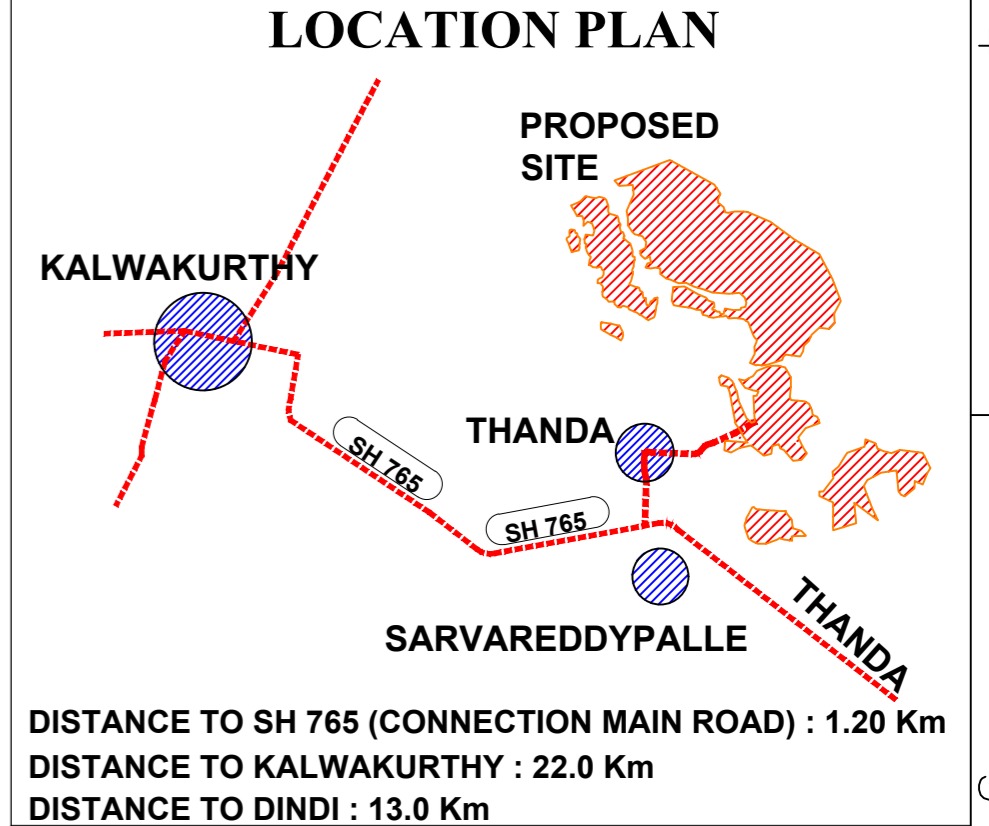 LOCATION PLAN
PROPOSED
SITE
KALWAKURTHY
THANDA
SH 765
SH 765
THANDA
SARVAREDDYPALLE
DISTANCE TO SH 765 (CONNECTION MAIN ROAD) : 1.20 Km
DISTANCE TO KALWAKURTHY : 22.0 Km
DISTANCE TO DINDI : 13.0 Km